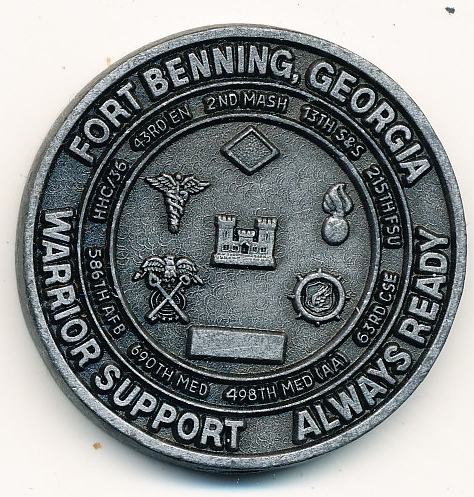 FORT BENNING, GEORGIA
WARRIOR SUPPORT
ALWAYS READY
HHC/36
43RD EN
2ND MASH
13TH S&S
215TH FSU
63RD CSE
498TH MED (AA)
690TH MED
586TH AFB